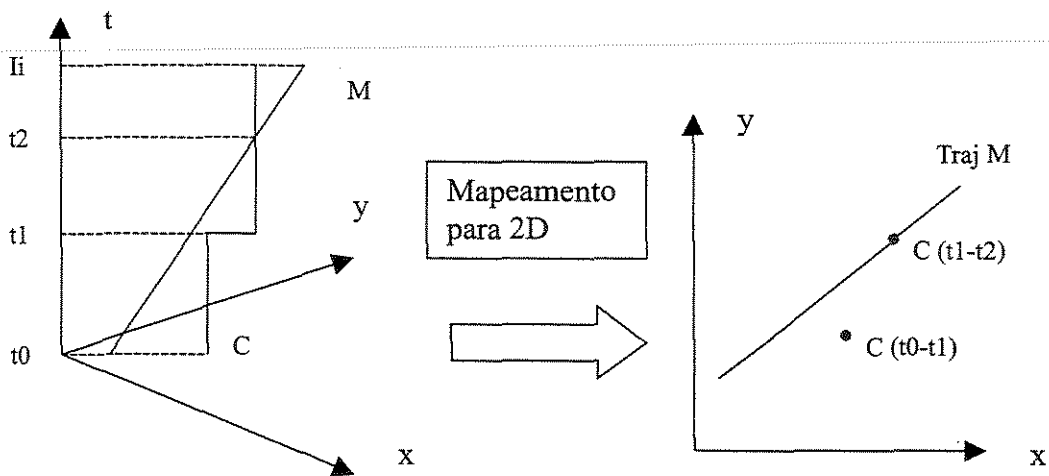 t
Ii
M
t2
y
t1
t0
C
x
Mapeamento
para 2D
y
Traj M
C (t1-t2)
C (t0-t1)
x